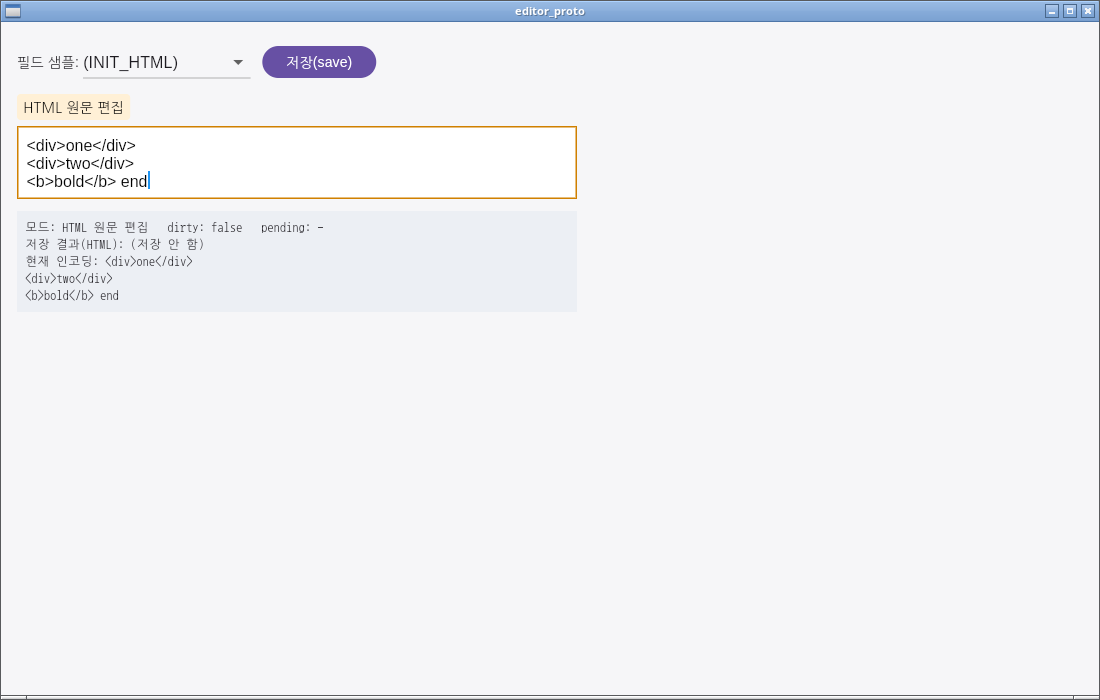 editor_proto
필드 샘플: (INIT_HTML) 저장(save)
HTML 원문 편집
<div>one</div>
<div>two</div>
<b>bold</b> end
모드: HTML 원문 편집 dirty: false pending: -
저장 결과(HTML): (저장 안 함)
현재 인코딩: <div>one</div>
<div>two</div>
<b>bold</b> end